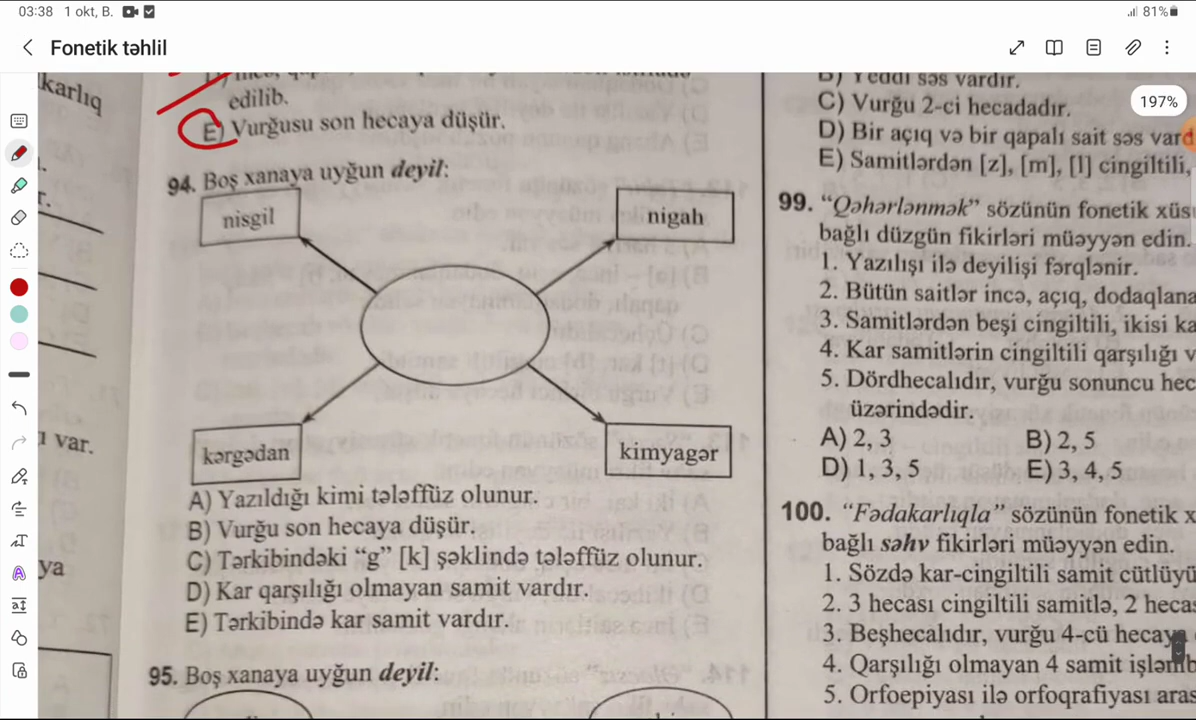 03:38 1 okt, B.
81%
Fonetik təhlil
197%
karlıq
r.
var.
ya
edilib.
E) Vurğusu son hecaya düşür.
94. Boş xanaya uyğun deyil:
nisgil
nigah
kərgədan
kimyagər
A) Yazıldığı kimi tələffüz olunur.
B) Vurğu son hecaya düşür.
C) Tərkibindəki “g” [k] şəklində tələffüz olunur.
D) Kar qarşılığı olmayan samit vardır.
E) Tərkibində kar samit vardır.
95. Boş xanaya uyğun deyil:
B) Yeddi səs vardır.
C) Vurğu 2-ci hecadadır.
D) Bir açıq və bir qapalı sait səs vard
E) Samitlərdən [z], [m], [l] cingiltili,
99. “Qəhərlənmək” sözünün fonetik xüs
bağlı düzgün fikirləri müəyyən edin.
1. Yazılışı ilə deyilişi fərqlənir.
2. Bütün saitlər incə, açıq, dodaqlana
3. Samitlərdən beşi cingiltili, ikisi ka
4. Kar samitlərin cingiltili qarşılığı v
5. Dördhecalıdır, vurğu sonuncu hec
üzərindədir.
A) 2, 3 B) 2, 5
D) 1, 3, 5 E) 3, 4, 5
100. “Fədakarlıqla” sözünün fonetik x
bağlı səhv fikirləri müəyyən edin.
1. Sözdə kar-cingiltili samit cütlüyü
2. 3 hecası cingiltili samitlə, 2 heca
3. Beşhecalıdır, vurğu 4-cü hecaya
4. Qarşılığı olmayan 4 samit işlənib
5. Orfoepiyası ilə orfoqrafiyası aras